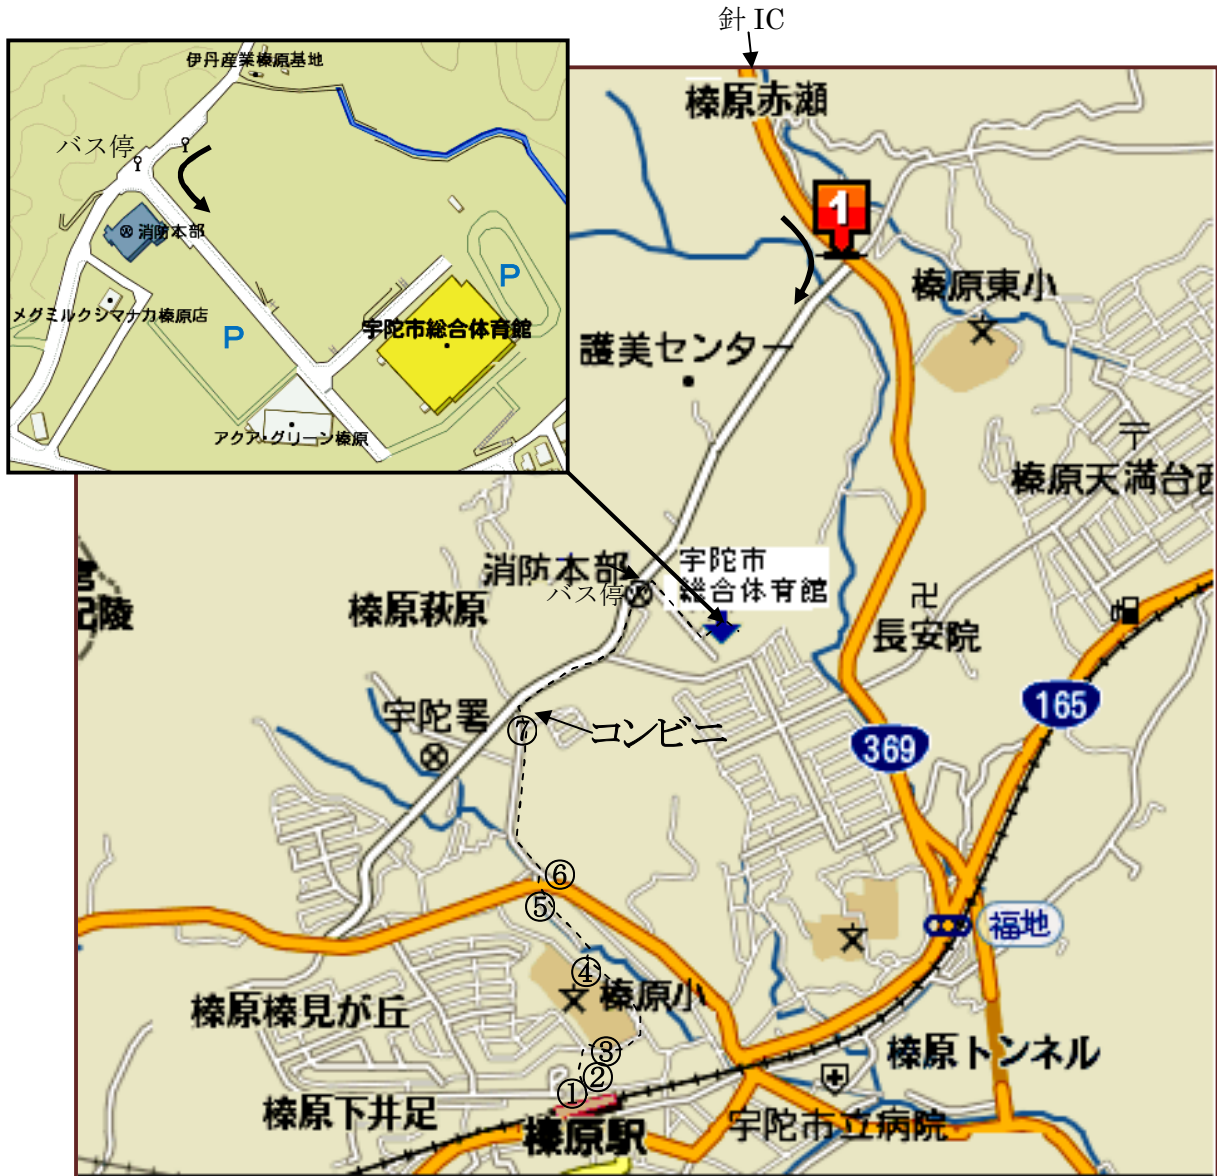 針IC
伊丹産業榛原基地
バス停
消防本部
メグミルクシマナカ榛原店
P
P
宇陀市総合体育館
アクア・グリーン榛原
榛原赤瀬
1
榛原東小
護美センター
榛原天満台西
消防本部
バス停
宇陀市
総合体育館
榛原萩原
陵
長安院
165
宇陀署
⑦
コンビニ
369
⑥
⑤
福地
④
榛原小
榛原榛見が丘
③
榛原トンネル
②
①
榛原下井足
宇陀市立病院
榛原駅